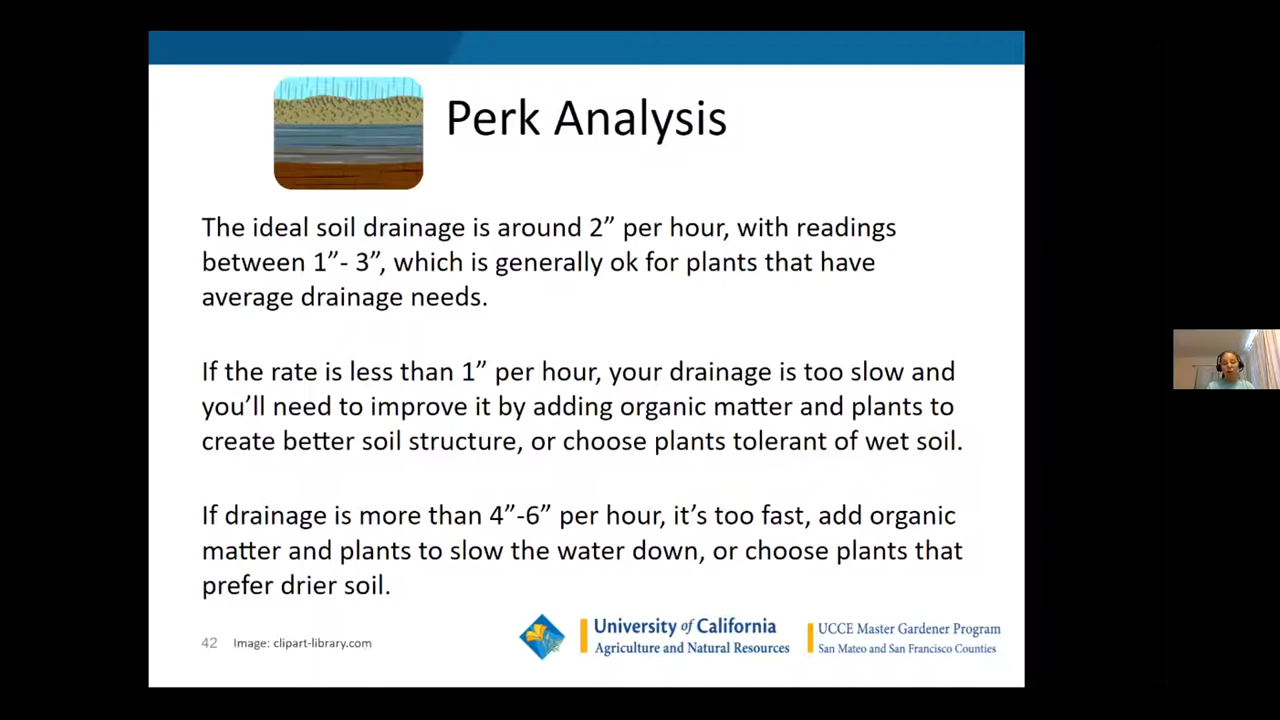 Perk Analysis
The ideal soil drainage is around 2” per hour, with readings
between 1”- 3”, which is generally ok for plants that have
average drainage needs.
If the rate is less than 1” per hour, your drainage is too slow and
you’ll need to improve it by adding organic matter and plants to
create better soil structure, or choose plants tolerant of wet soil.
If drainage is more than 4”-6” per hour, it’s too fast, add organic
matter and plants to slow the water down, or choose plants that
prefer drier soil.
42 Image: clipart-library.com
University of California
Agriculture and Natural Resources
UCCE Master Gardener Program
San Mateo and San Francisco Counties